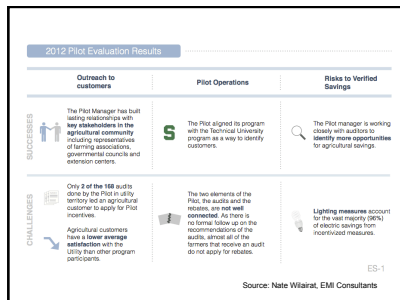 2012 Pilot Evaluation Results
Outreach to
customers
Pilot Operations
Risks to Verified
Savings
SUCCESSES
The Pilot Manager has built
lasting relationships with
key stakeholders in the
agricultural community
including representatives
of farming associations,
governmental councils and
extension centers.
S
The Pilot aligned its program
with the Technical University
program as a way to identify
customers.
The Pilot manager is working
closely with auditors to
identify more opportunities
for agricultural savings.
CHALLENGES
Only 2 of the 168 audits
done by the Pilot in utility
territory led an agricultural
customer to apply for Pilot
incentives.
Agricultural customers
have a lower average
satisfaction with the
Utility than other program
participants.
The two elements of the
Pilot, the audits and the
rebates, are not well
connected. As there is
no formal follow up on the
recommendations of the
audits, almost all of the
farmers that receive an audit
do not apply for rebates.
Lighting measures account
for the vast majority (96%)
of electric savings from
incentivized measures.
ES-1
Source: Nate Wilairat, EMI Consultants